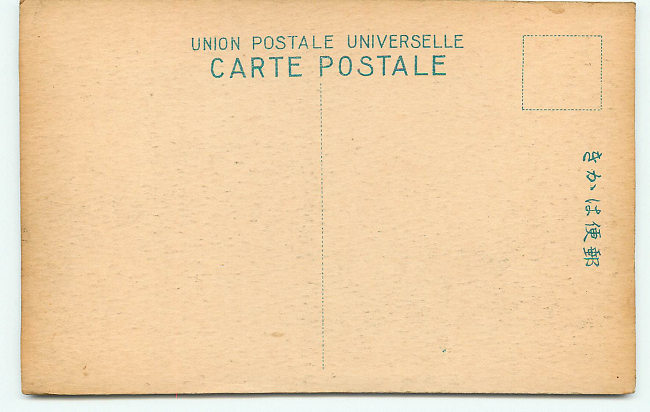 UNION POSTALE UNIVERSELLE
CARTE POSTALE
郵便はかき